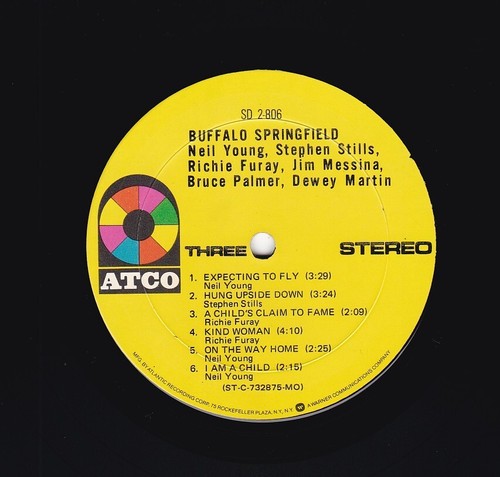 SD 2-806
BUFFALO SPRINGFIELD
Neil Young, Stephen Stills,
Richie Furay, Jim Messina,
Bruce Palmer, Dewey Martin
ATCO
THREE
STEREO
1. EXPECTING TO FLY (3:29)
Neil Young
2. HUNG UPSIDE DOWN (3:24)
Stephen Stills
3. A CHILD'S CLAIM TO FAME (2:09)
Richie Furay
4. KIND WOMAN (4:10)
Richie Furay
5. ON THE WAY HOME (2:25)
Neil Young
6. I AM A CHILD (2:15)
Neil Young
(ST-C-732875-MO)
MFG. BY ATLANTIC RECORDING CORP. 75 ROCKEFELLER PLAZA, N.Y., N.Y. A WARNER COMMUNICATIONS COMPANY